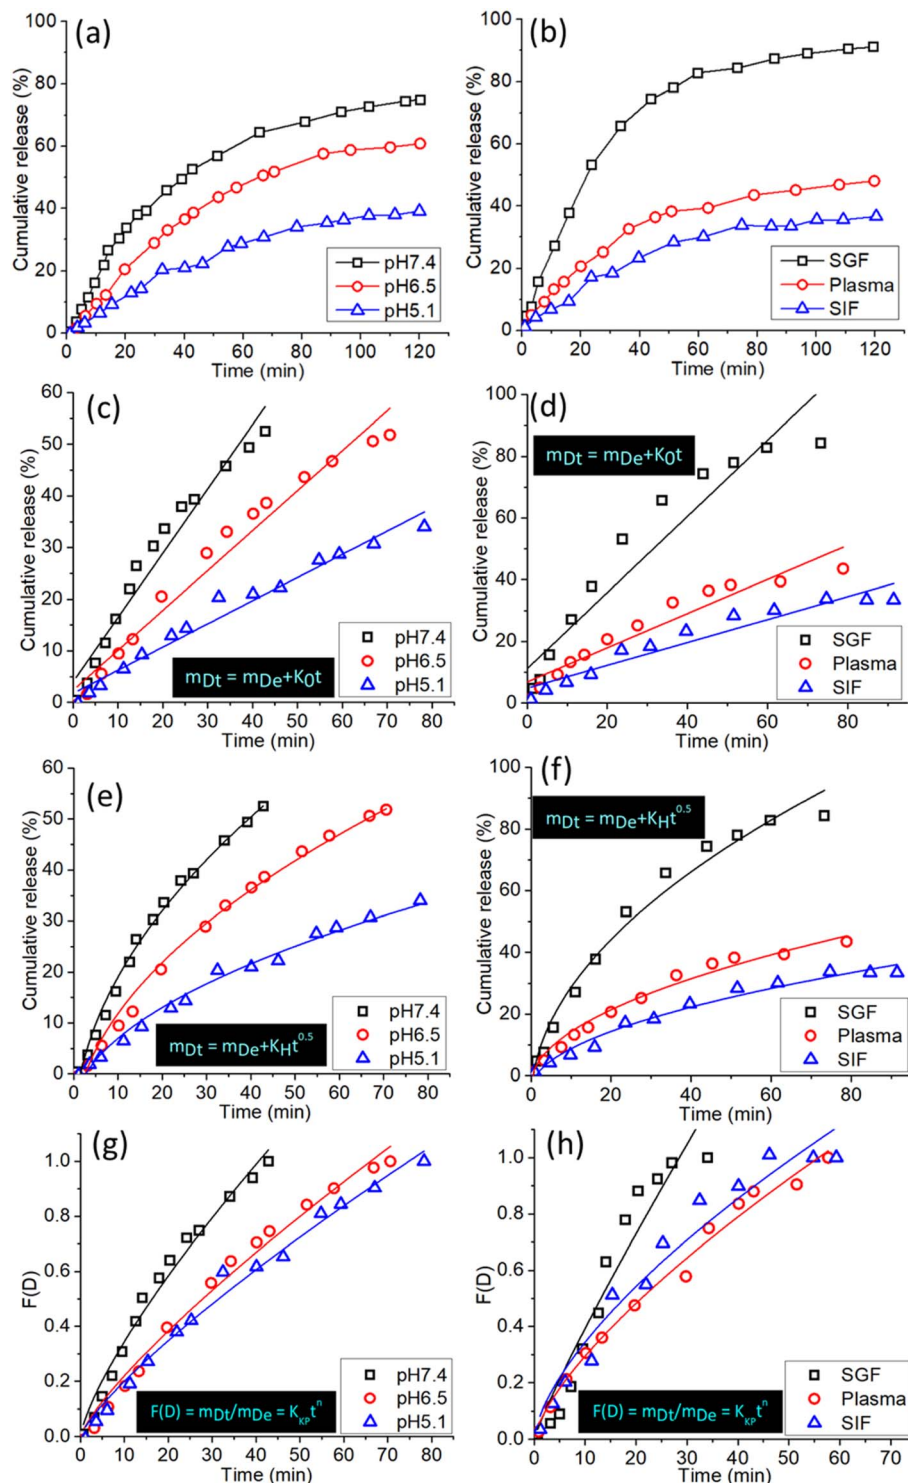 (a)
Cumulative release (%)
100
80
60
40
20
0
pH7.4
pH6.5
pH5.1
0 20 40 60 80 100 120
Time (min)
(b)
Cumulative release (%)
100
80
60
40
20
0
SGF
Plasma
SIF
0 20 40 60 80 100 120
Time (min)
(c)
Cumulative release (%)
60
50
40
30
20
10
0
pH7.4
pH6.5
pH5.1
mDt = mDe+K0t
0 10 20 30 40 50 60 70 80
Time (min)
(d)
Cumulative release (%)
100
80
60
40
20
0
mDt = mDe+K0t
SGF
Plasma
SIF
0 20 40 60 80
Time (min)
(e)
Cumulative release (%)
60
50
40
30
20
10
0
pH7.4
pH6.5
pH5.1
mDt = mDe+KHt0.5
0 10 20 30 40 50 60 70 80
Time (min)
(f)
Cumulative release (%)
100
80
60
40
20
0
mDt = mDe+KHt0.5
SGF
Plasma
SIF
0 20 40 60 80
Time (min)
(g)
F(D)
1.0
0.8
0.6
0.4
0.2
0.0
pH7.4
pH6.5
pH5.1
F(D) = mDt/mDe = KKPtn
0 10 20 30 40 50 60 70 80
Time (min)
(h)
F(D)
1.0
0.8
0.6
0.4
0.2
0.0
SGF
Plasma
SIF
F(D) = mDt/mDe = KKPtn
0 10 20 30 40 50 60 70 80
Time (min)